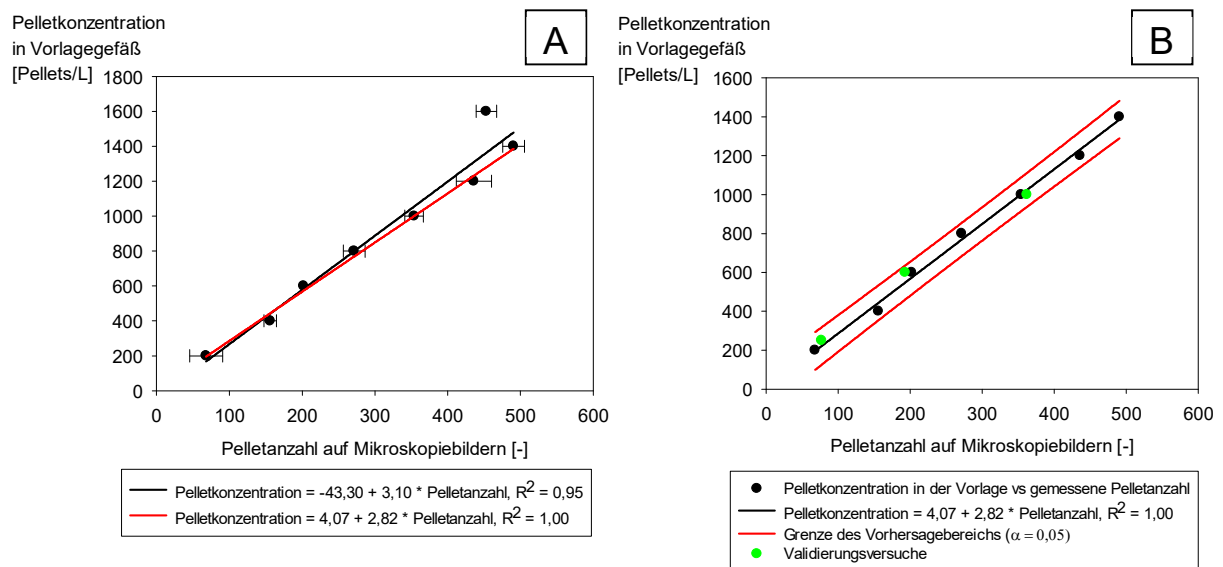 Pelletkonzentration
in Vorlagegefäß
[Pellets/L]
A
1800
1600
1400
1200
1000
800
600
400
200
0
0 100 200 300 400 500 600
Pelletanzahl auf Mikroskopiebildern [-]
Pelletkonzentration = -43,30 + 3,10 * Pelletanzahl, R² = 0,95
Pelletkonzentration = 4,07 + 2,82 * Pelletanzahl, R² = 1,00
Pelletkonzentration
in Vorlagegefäß
[Pellets/L]
B
1600
1400
1200
1000
800
600
400
200
0
0 100 200 300 400 500 600
Pelletanzahl auf Mikroskopiebildern [-]
Pelletkonzentration in der Vorlage vs gemessene Pelletanzahl
Pelletkonzentration = 4,07 + 2,82 * Pelletanzahl, R² = 1,00
Grenze des Vorhersagebereichs (α = 0,05)
Validierungsversuche